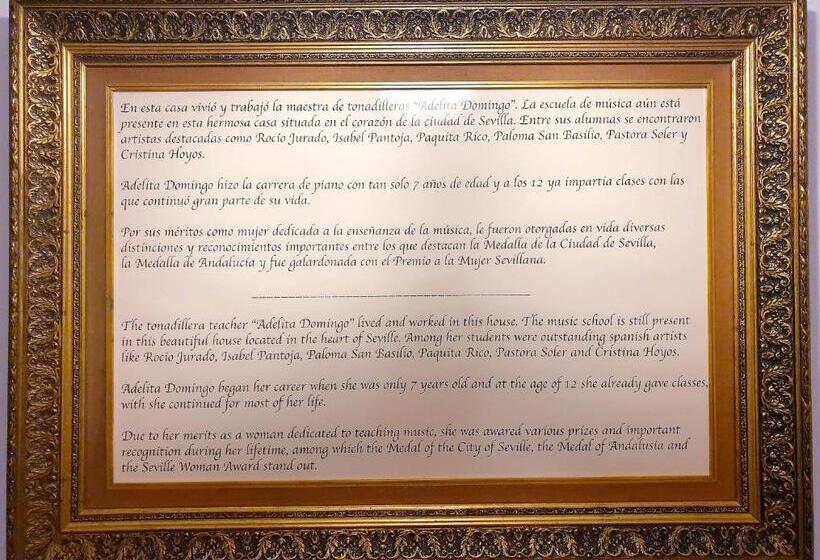 En esta casa vivió y trabajó la maestra de tonadilleras "Adelita Domingo". La escuela de música aún está
presente en esta hermosa casa situada en el corazón de la ciudad de Sevilla. Entre sus alumnas se encontraron
artistas destacadas como Rocío Jurado, Isabel Pantoja, Paquita Rico, Paloma San Basilio, Pastora Soler y
Cristina Hoyos.
Adelita Domingo hizo la carrera de piano con tan solo 7 años de edad y a los 12 ya impartía clases con las
que continuó gran parte de su vida.
Por sus méritos como mujer dedicada a la enseñanza de la música, le fueron otorgadas en vida diversas
distinciones y reconocimientos importantes entre los que destacan la Medalla de la Ciudad de Sevilla,
la Medalla de Andalucía y fue galardonada con el Premio a la Mujer Sevillana.
The tonadillera teacher "Adelita Domingo" lived and worked in this house. The music school is still present
in this beautiful house located in the heart of Seville. Among her students were outstanding spanish artists
like Rocío Jurado, Isabel Pantoja, Paloma San Basilio, Paquita Rico, Pastora Soler and Cristina Hoyos.
Adelita Domingo began her career when she was only 7 years old and at the age of 12 she already gave classes,
with she continued for most of her life.
Due to her merits as a woman dedicated to teaching music, she was awared various prizes and important
recognition during her lifetime, among which the Medal of the City of Seville, the Medal of Andalusia and
the Seville Woman Award stand out.